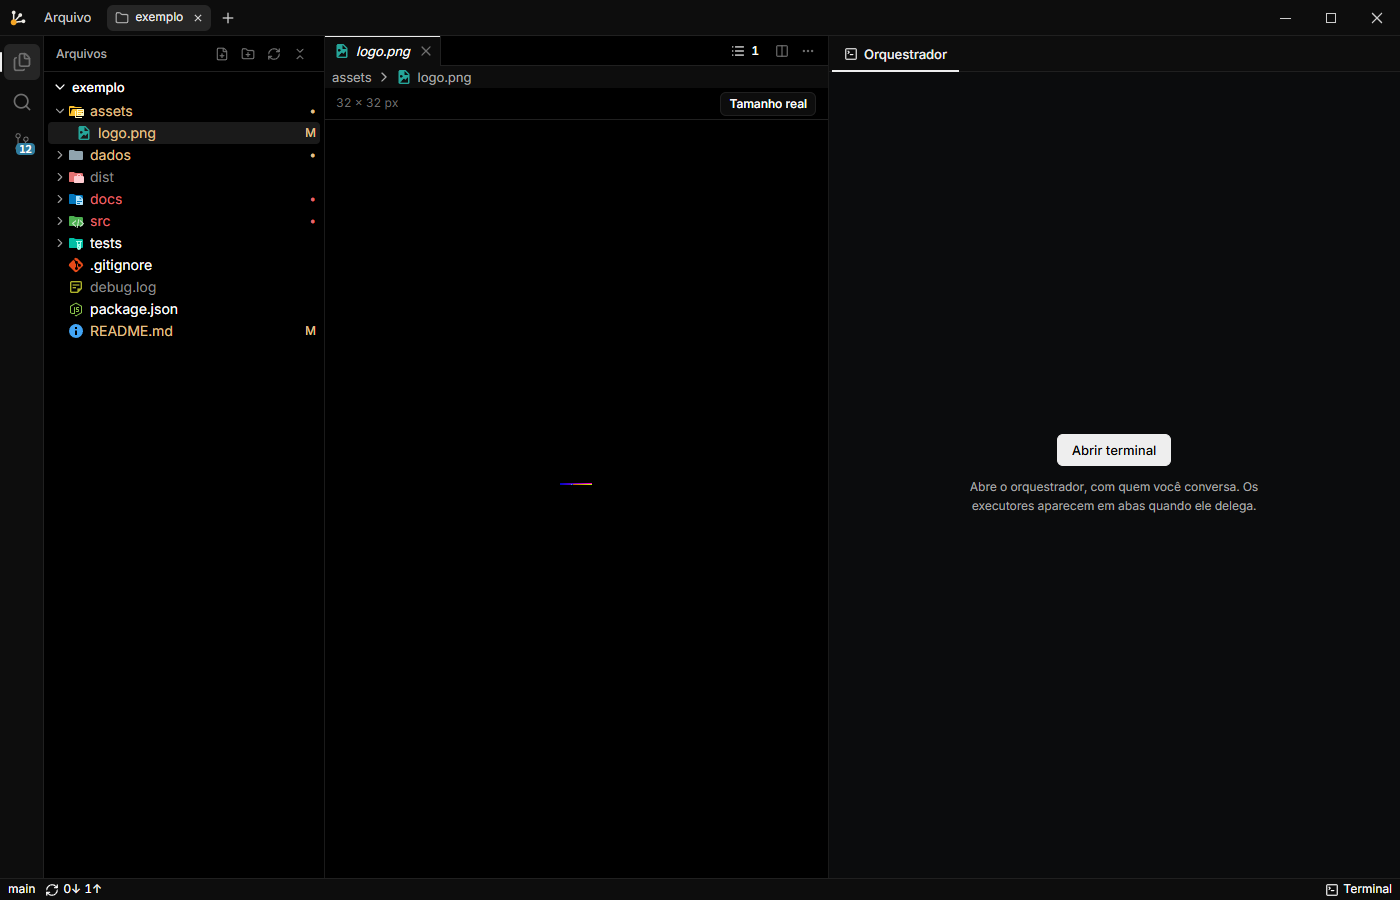 Arquivo
exemplo
Arquivos
exemplo
assets
logo.png M
dados
dist
docs
src
tests
.gitignore
debug.log
package.json
README.md M
12
logo.png
1
assets > logo.png
32 × 32 px
Tamanho real
Orquestrador
Abrir terminal
Abre o orquestrador, com quem você conversa. Os
executores aparecem em abas quando ele delega.
main 0↓ 1↑
Terminal